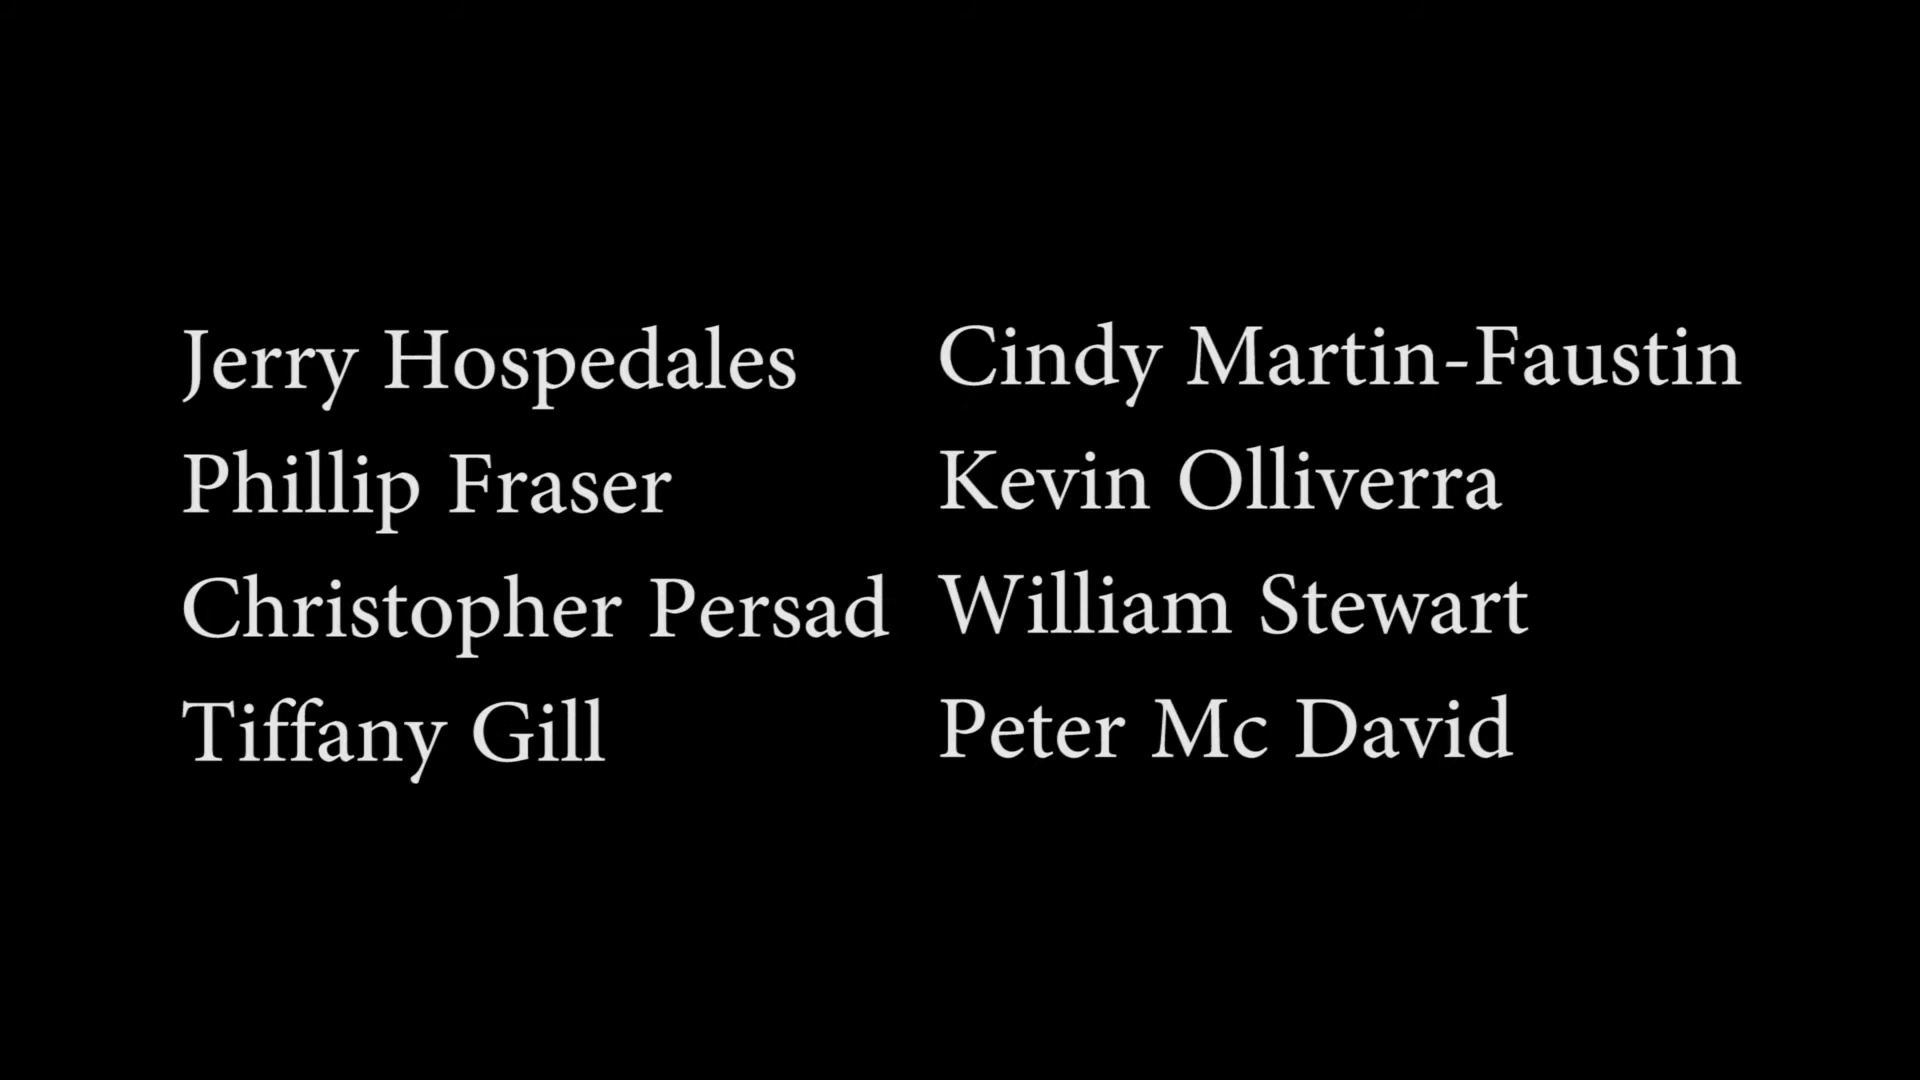 Jerry Hospedales
Phillip Fraser
Christopher Persad
Tiffany Gill
Cindy Martin-Faustin
Kevin Olliverra
William Stewart
Peter Mc David